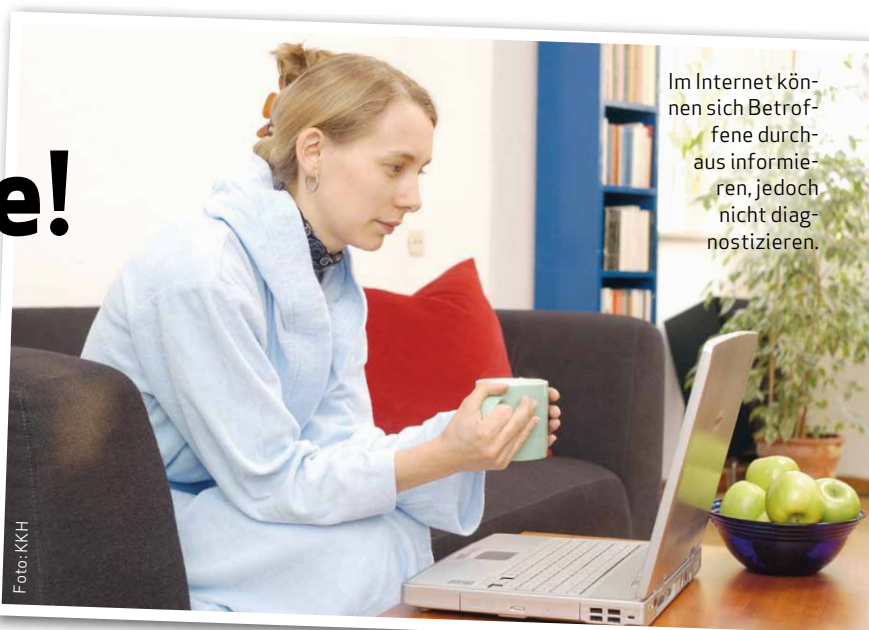 e!
Im Internet kön-
nen sich Betrof-
fene durch-
aus informie-
ren, jedoch
nicht diag-
nostizieren.
Foto: KKH